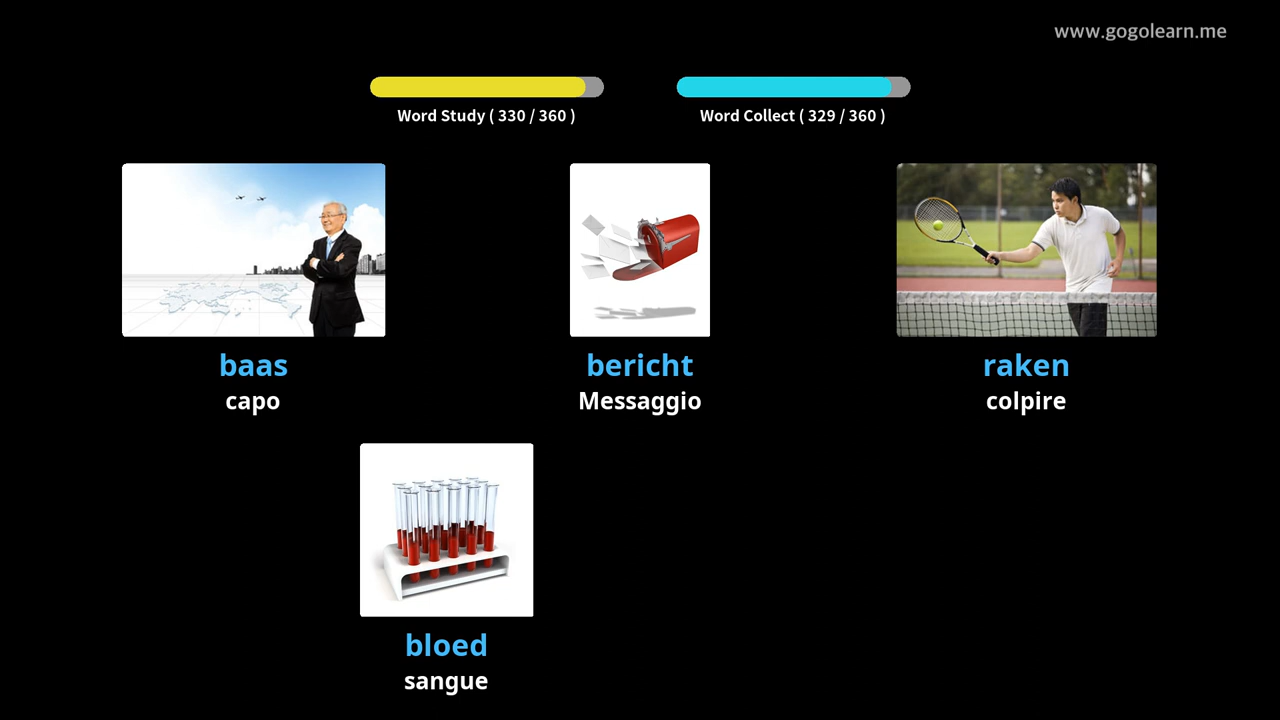 www.gogolearn.me
Word Study ( 330 / 360 )
Word Collect ( 329 / 360 )
baas
capo
bericht
Messaggio
raken
colpire
bloed
sangue